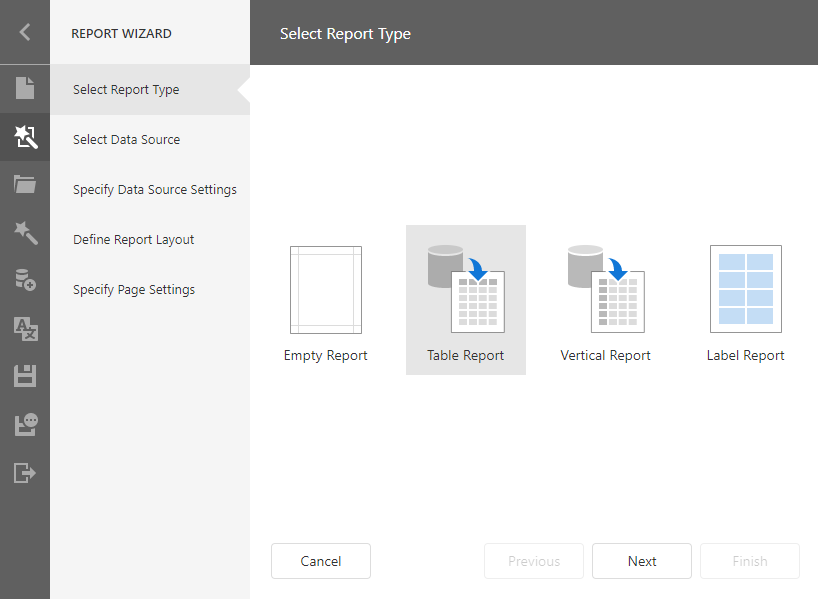 REPORT WIZARD
Select Report Type
Select Report Type
Select Data Source
Specify Data Source Settings
Define Report Layout
Specify Page Settings
Empty Report
Table Report
Vertical Report
Label Report
Cancel
Previous
Next
Finish